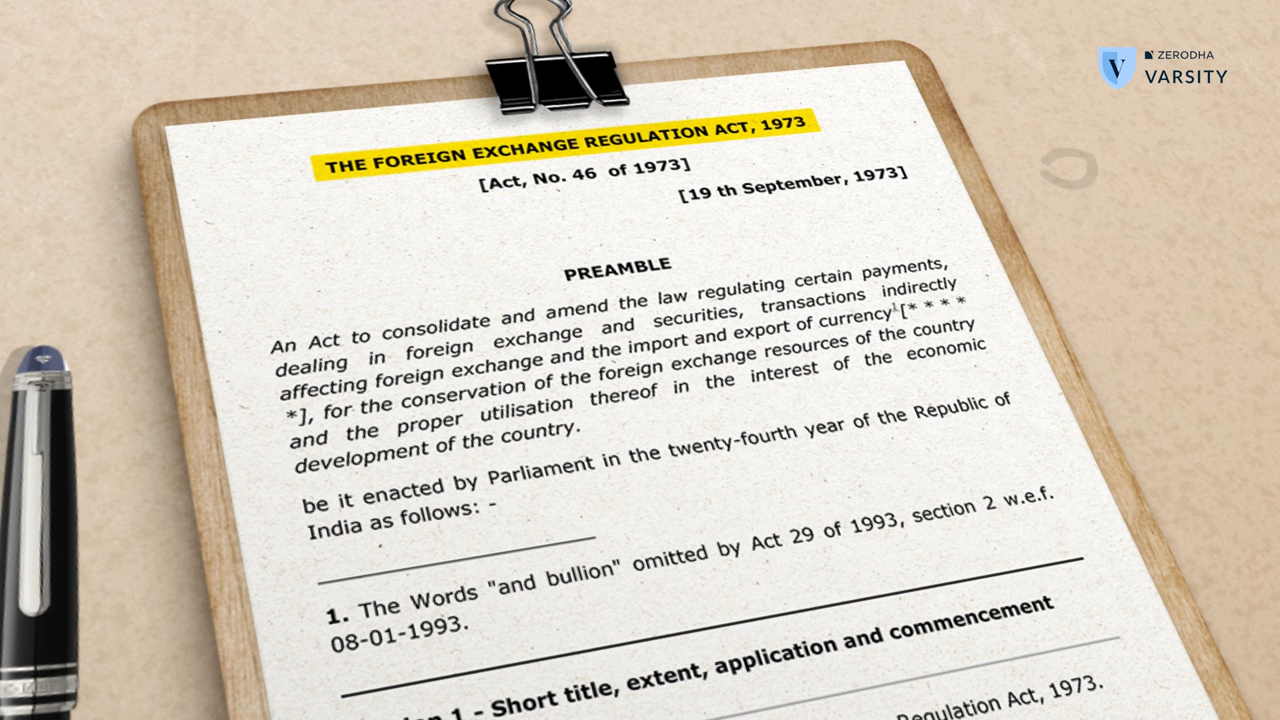 ZERODHA
VARSITY
THE FOREIGN EXCHANGE REGULATION ACT, 1973
[Act, No. 46 of 1973]
[19 th September, 1973]
PREAMBLE
An Act to consolidate and amend the law regulating certain payments,
dealing in foreign exchange and securities, transactions indirectly
affecting foreign exchange and the import and export of currency¹[* * * *
*], for the conservation of the foreign exchange resources of the country
and the proper utilisation thereof in the interest of the economic
development of the country.
be it enacted by Parliament in the twenty-fourth year of the Republic of
India as follows: -
1. The Words "and bullion" omitted by Act 29 of 1993, section 2 w.e.f.
08-01-1993.
1 - Short title, extent, application and commencement
Regulation Act, 1973.